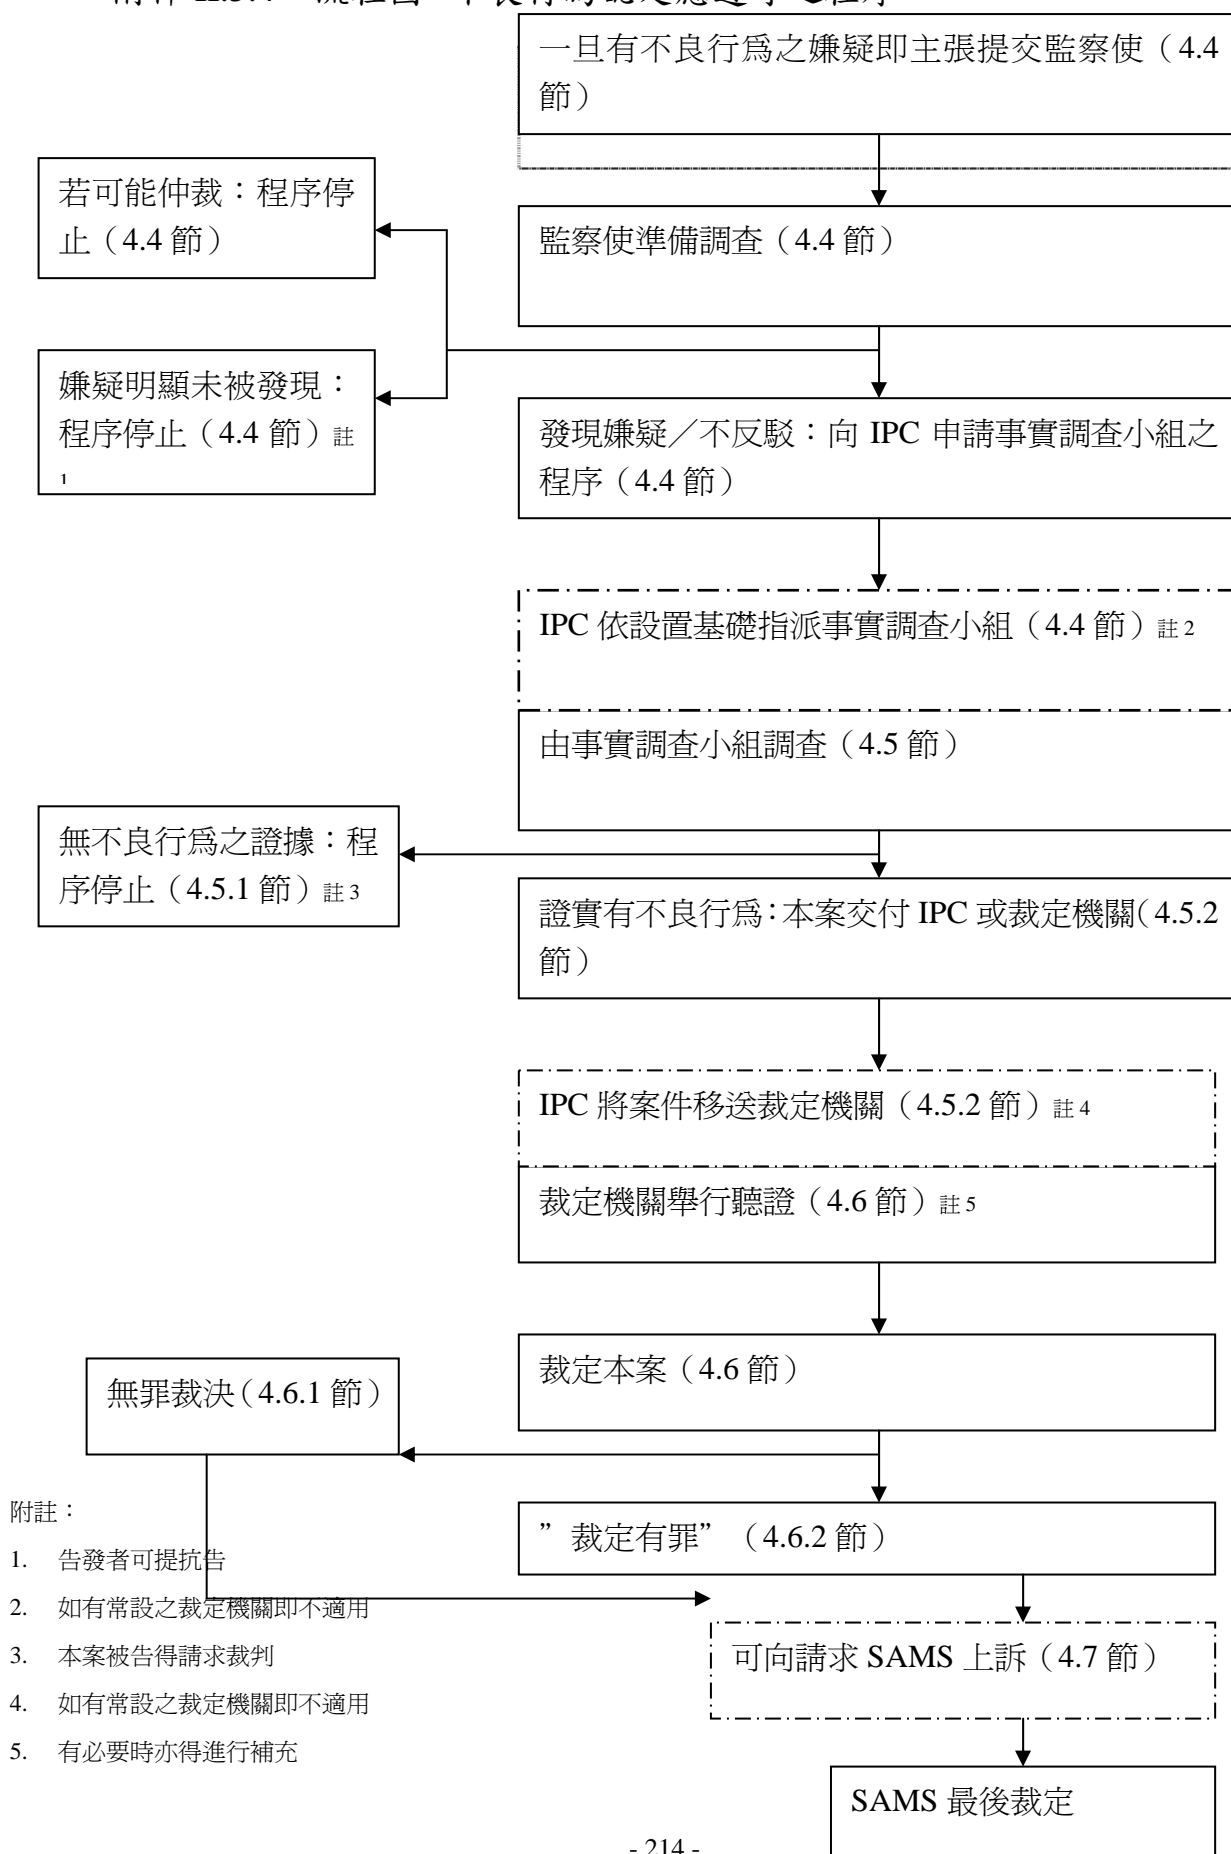 一旦有不良行爲之嫌疑即主張提交監察使（4.4
節）
若可能仲裁：程序停
止（4.4 節）
監察使準備調查（4.4 節）
嫌疑明顯未被發現：
程序停止（4.4 節）註
1
發現嫌疑／不反駁：向 IPC 申請事實調查小組之
程序（4.4 節）
IPC 依設置基礎指派事實調查小組（4.4 節）註 2
由事實調查小組調查（4.5 節）
無不良行爲之證據：程
序停止（4.5.1 節）註 3
證實有不良行爲：本案交付 IPC 或裁定機關（4.5.2
節）
IPC 將案件移送裁定機關（4.5.2 節）註 4
裁定機關舉行聽證（4.6 節）註 5
裁定本案（4.6 節）
無罪裁決（4.6.1 節）
”裁定有罪”（4.6.2 節）
可向請求 SAMS 上訴（4.7 節）
SAMS 最後裁定
附註：
1. 告發者可提抗告
2. 如有常設之裁定機關即不適用
3. 本案被告得請求裁判
4. 如有常設之裁定機關即不適用
5. 有必要時亦得進行補充
- 214 -